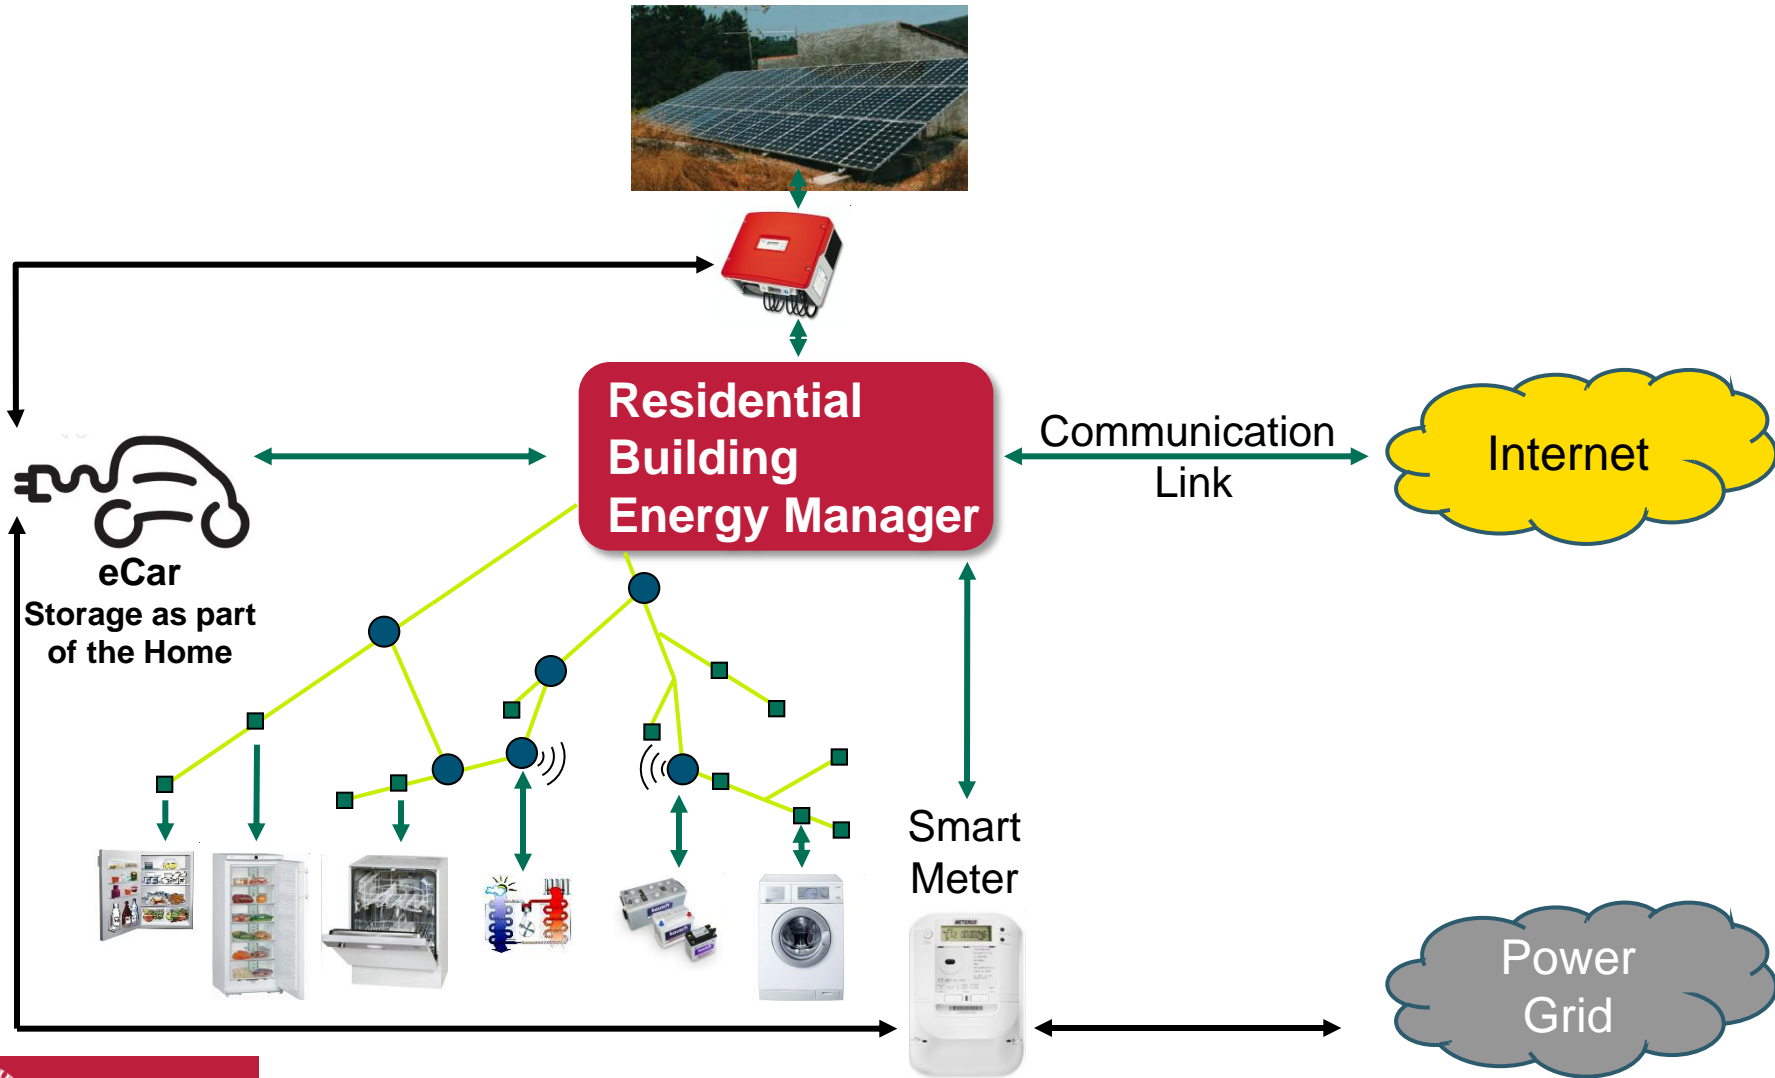 Residential
Building
Energy Manager
Communication
Link
Internet
eCar
Storage as part
of the Home
Smart
Meter
Power
Grid